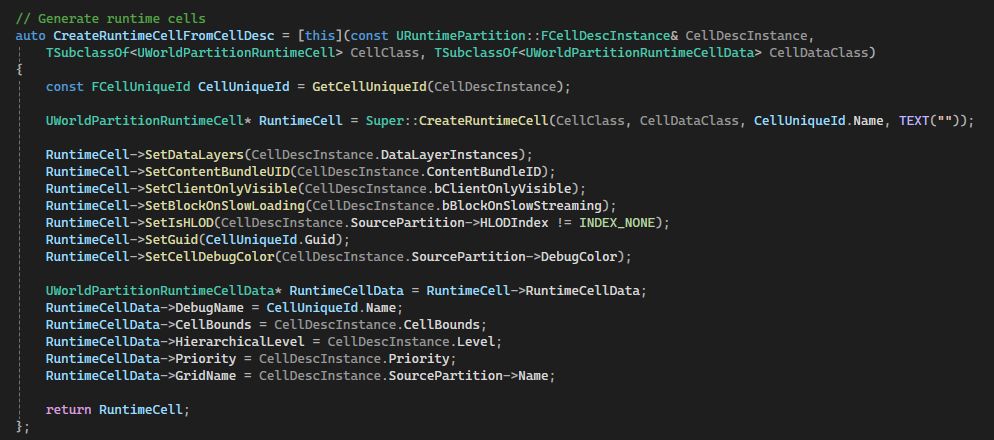 // Generate runtime cells
auto CreateRuntimeCellFromCellDesc = [this](const URuntimePartition::FCellDescInstance& CellDescInstance,
    TSubclassOf<UWorldPartitionRuntimeCell> CellClass, TSubclassOf<UWorldPartitionRuntimeCellData> CellDataClass)
{
    const FCellUniqueId CellUniqueId = GetCellUniqueId(CellDescInstance);

    UWorldPartitionRuntimeCell* RuntimeCell = Super::CreateRuntimeCell(CellClass, CellDataClass, CellUniqueId.Name, TEXT(""));

    RuntimeCell->SetDataLayers(CellDescInstance.DataLayerInstances);
    RuntimeCell->SetContentBundleUID(CellDescInstance.ContentBundleID);
    RuntimeCell->SetClientOnlyVisible(CellDescInstance.bClientOnlyVisible);
    RuntimeCell->SetBlockOnSlowLoading(CellDescInstance.bBlockOnSlowStreaming);
    RuntimeCell->SetIsHLOD(CellDescInstance.SourcePartition->HLODIndex != INDEX_NONE);
    RuntimeCell->SetGuid(CellUniqueId.Guid);
    RuntimeCell->SetCellDebugColor(CellDescInstance.SourcePartition->DebugColor);

    UWorldPartitionRuntimeCellData* RuntimeCellData = RuntimeCell->RuntimeCellData;
    RuntimeCellData->DebugName = CellUniqueId.Name;
    RuntimeCellData->CellBounds = CellDescInstance.CellBounds;
    RuntimeCellData->HierarchicalLevel = CellDescInstance.Level;
    RuntimeCellData->Priority = CellDescInstance.Priority;
    RuntimeCellData->GridName = CellDescInstance.SourcePartition->Name;

    return RuntimeCell;
};